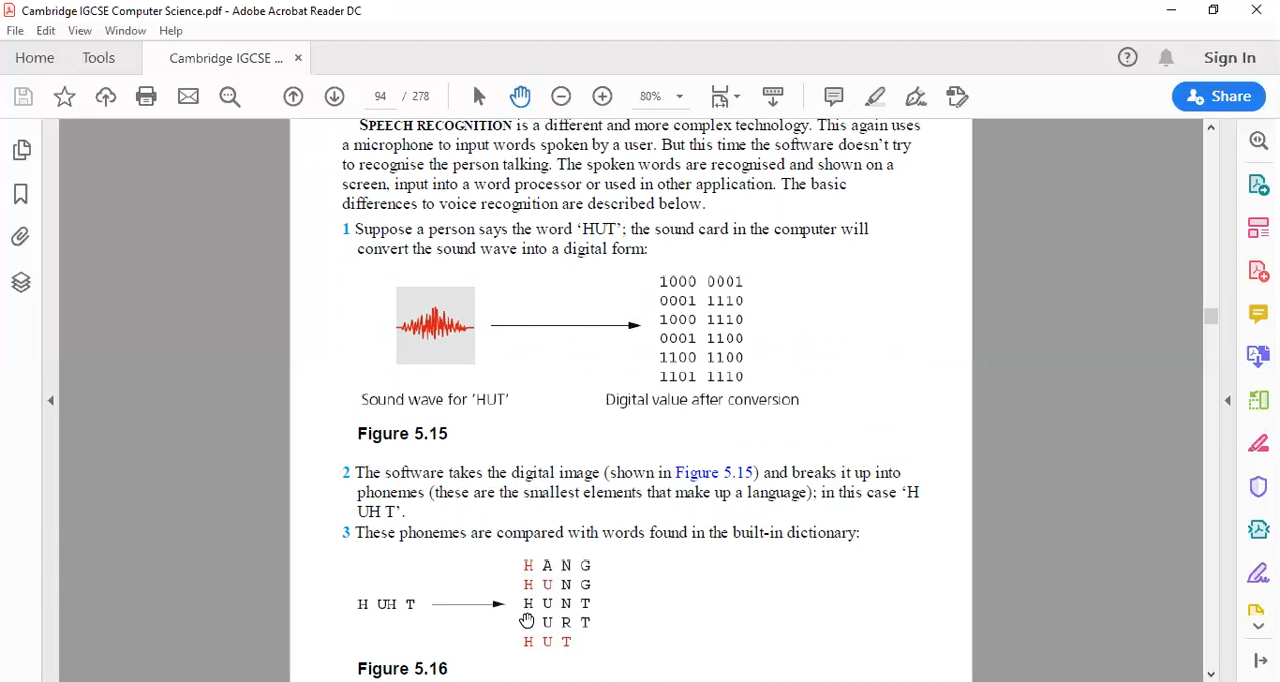 Cambridge IGCSE Computer Science.pdf - Adobe Acrobat Reader DC
File Edit View Window Help
Home Tools Cambridge IGCSE ... × Sign In
94 / 278 80% Share
SPEECH RECOGNITION is a different and more complex technology. This again uses
a microphone to input words spoken by a user. But this time the software doesn't try
to recognise the person talking. The spoken words are recognised and shown on a
screen, input into a word processor or used in other application. The basic
differences to voice recognition are described below.
1 Suppose a person says the word ‘HUT’; the sound card in the computer will
convert the sound wave into a digital form:
1000 0001
0001 1110
1000 1110
0001 1100
1100 1100
1101 1110
Sound wave for ‘HUT’ Digital value after conversion
Figure 5.15
2 The software takes the digital image (shown in Figure 5.15) and breaks it up into
phonemes (these are the smallest elements that make up a language); in this case ‘H
UH T’.
3 These phonemes are compared with words found in the built-in dictionary:
H A N G
H U N G
H UH T H U N T
U R T
H U T
Figure 5.16